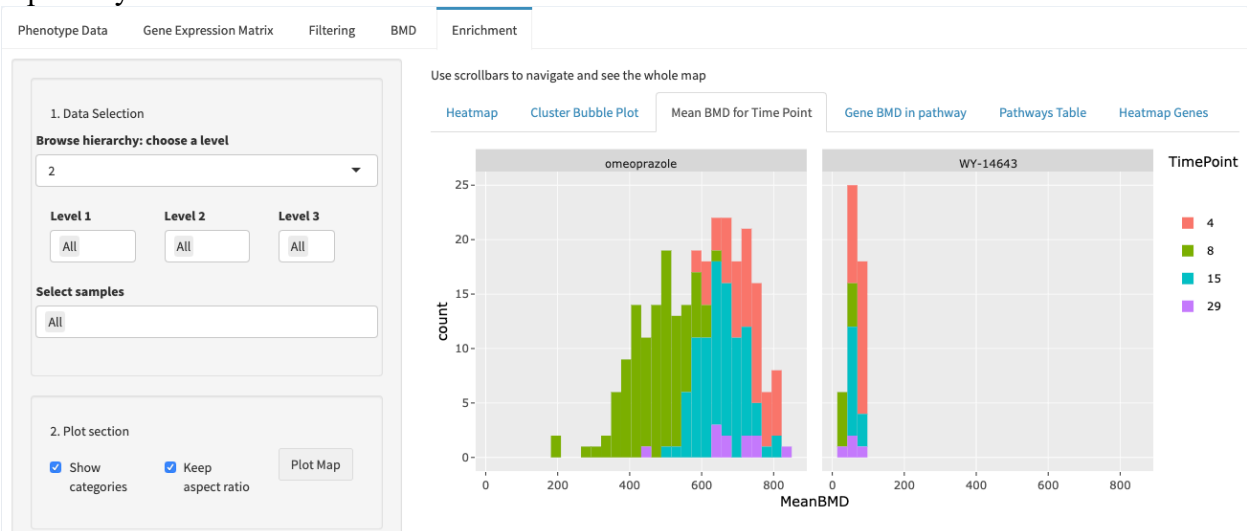 Phenotype Data Gene Expression Matrix Filtering BMD Enrichment
Use scrollbars to navigate and see the whole map
Heatmap Cluster Bubble Plot Mean BMD for Time Point Gene BMD in pathway Pathways Table Heatmap Genes
1. Data Selection
Browse hierarchy: choose a level
2
Level 1 Level 2 Level 3
All All All
Select samples
All
2. Plot section
Show categories
Keep aspect ratio
Plot Map
omeoprazole WY-14643
TimePoint
4
8
15
29
count
25
20
15
10
5
0
0 200 400 600 800 0 200 400 600 800
MeanBMD